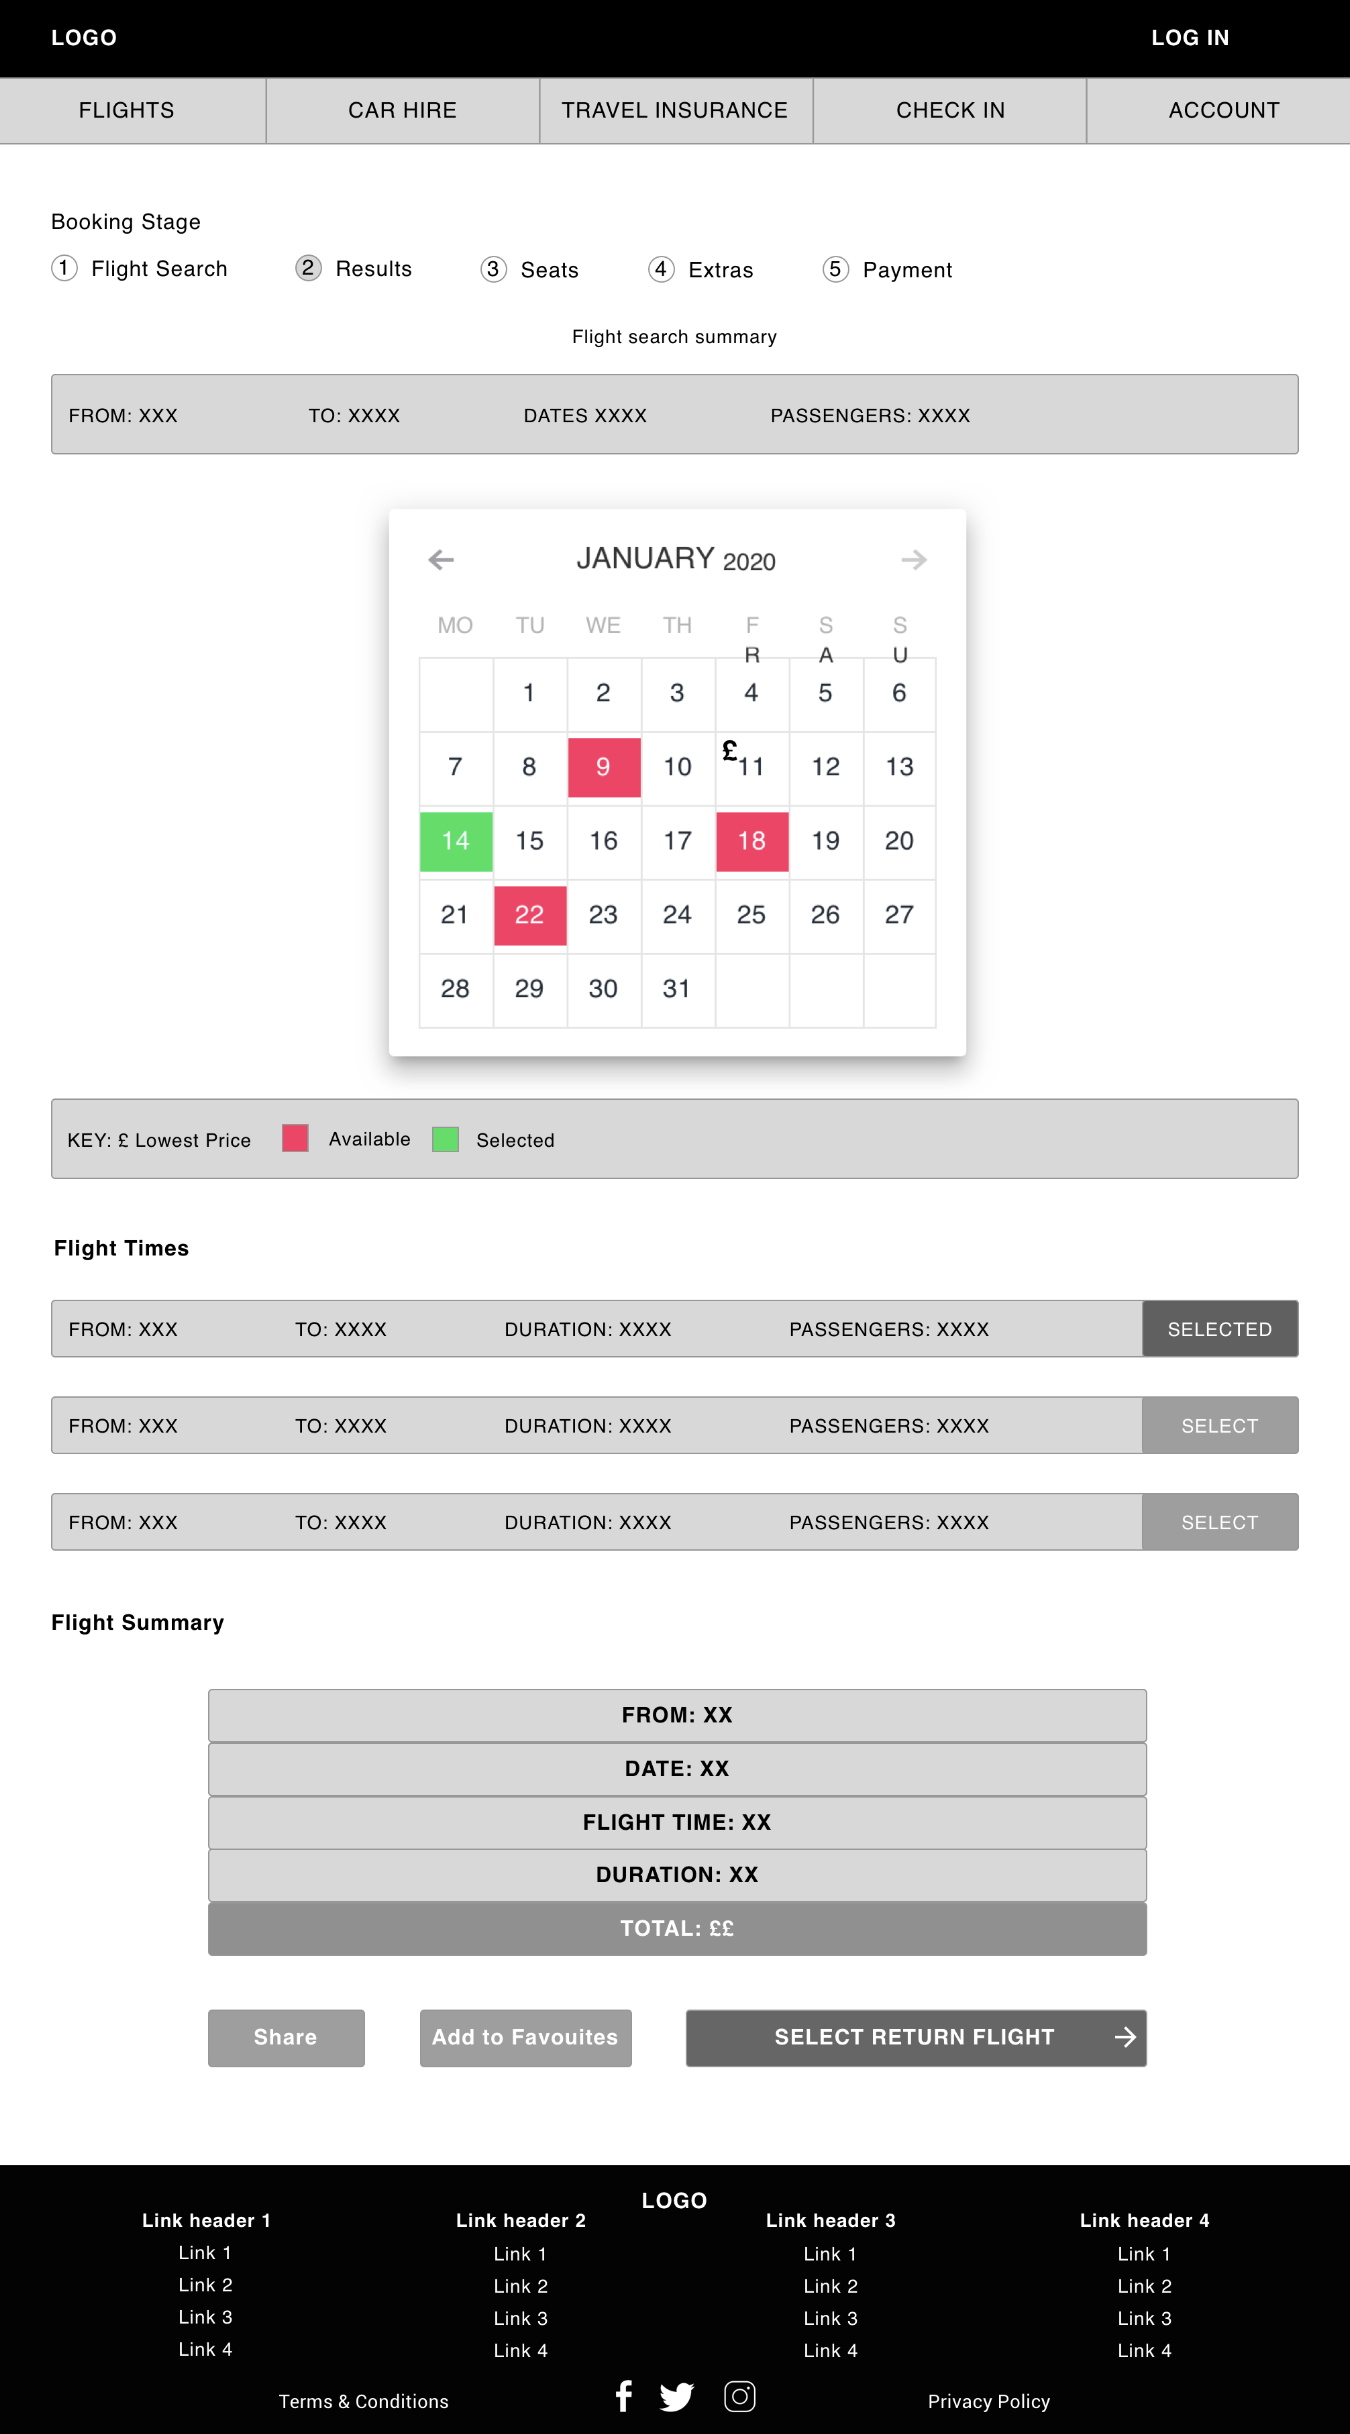 LOGO LOG IN
FLIGHTS CAR HIRE TRAVEL INSURANCE CHECK IN ACCOUNT
Booking Stage
1 Flight Search 2 Results 3 Seats 4 Extras 5 Payment
Flight search summary
FROM: XXX TO: XXXX DATES XXXX PASSENGERS: XXXX
JANUARY 2020
MO TU WE TH F S S
R A U
1 2 3 4 5 6
7 8 9 10 £11 12 13
14 15 16 17 18 19 20
21 22 23 24 25 26 27
28 29 30 31
KEY: £ Lowest Price Available Selected
Flight Times
FROM: XXX TO: XXXX DURATION: XXXX PASSENGERS: XXXX SELECTED
FROM: XXX TO: XXXX DURATION: XXXX PASSENGERS: XXXX SELECT
FROM: XXX TO: XXXX DURATION: XXXX PASSENGERS: XXXX SELECT
Flight Summary
FROM: XX
DATE: XX
FLIGHT TIME: XX
DURATION: XX
TOTAL: ££
Share Add to Favouites SELECT RETURN FLIGHT
LOGO
Link header 1 Link header 2 Link header 3 Link header 4
Link 1 Link 1 Link 1 Link 1
Link 2 Link 2 Link 2 Link 2
Link 3 Link 3 Link 3 Link 3
Link 4 Link 4 Link 4 Link 4
Terms & Conditions Privacy Policy